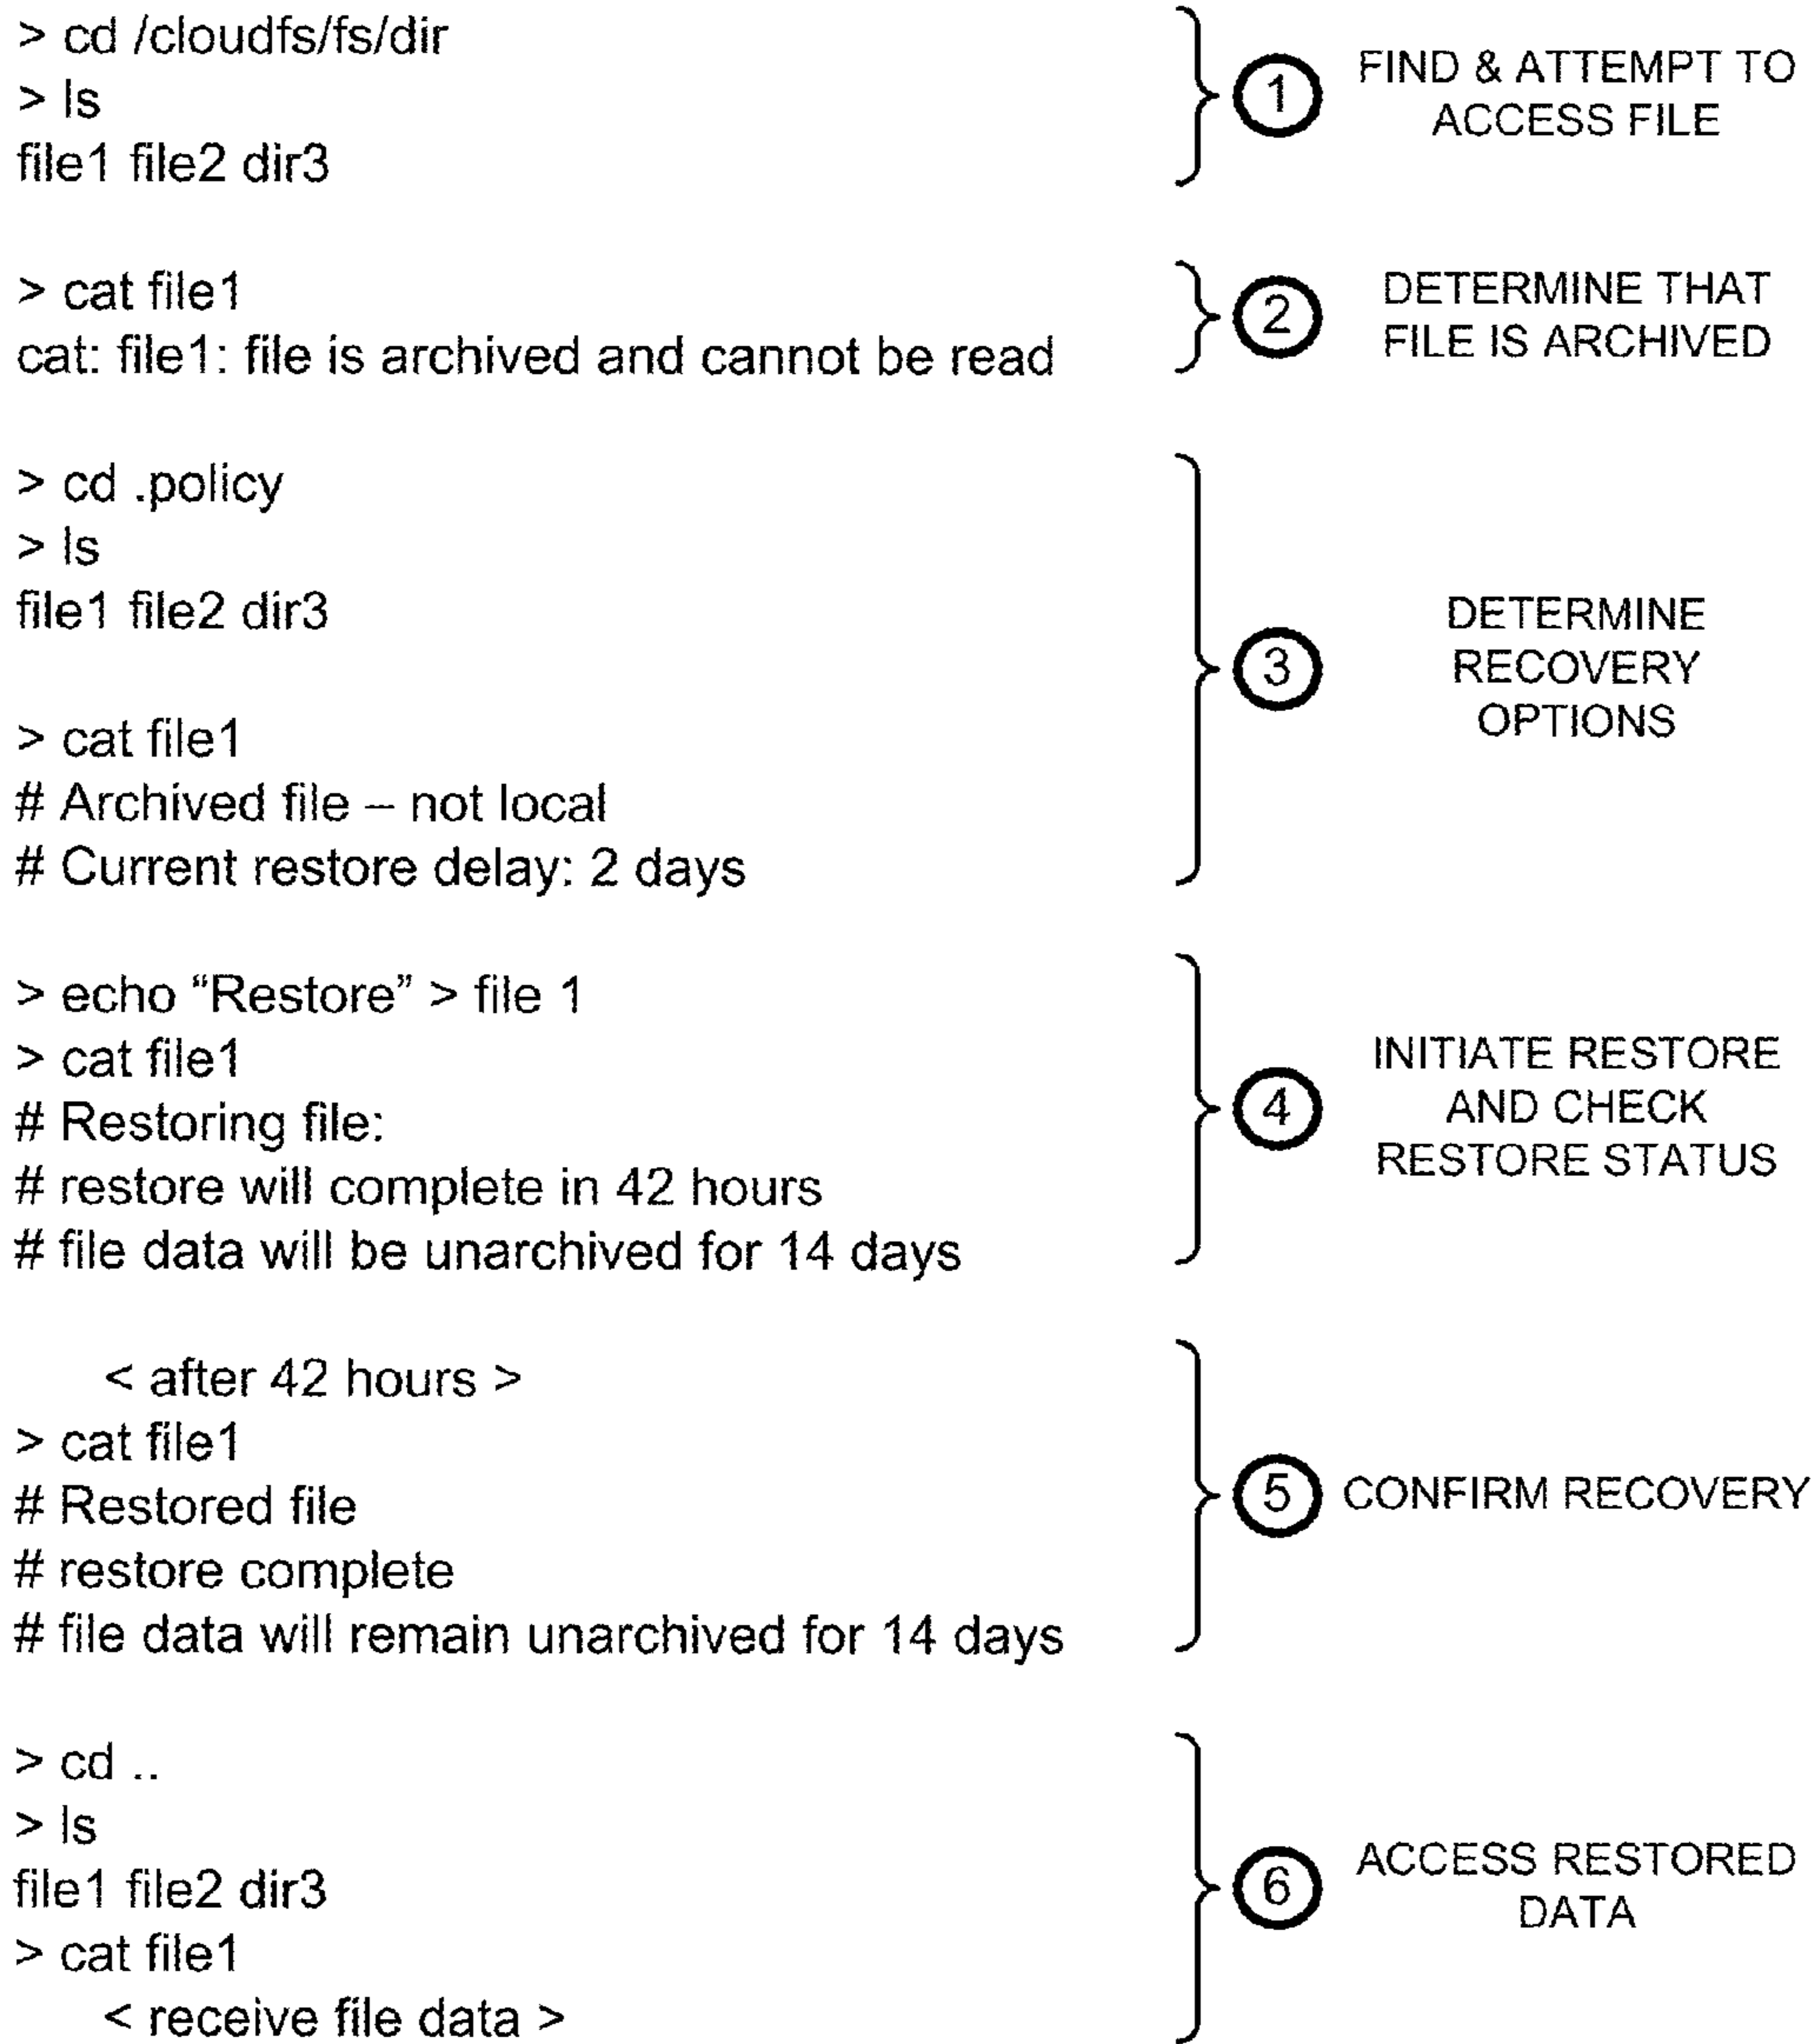 > cd /cloudfs/fs/dir
> ls
file1 file2 dir3
1
FIND & ATTEMPT TO
ACCESS FILE
> cat file1
cat: file1: file is archived and cannot be read
2
DETERMINE THAT
FILE IS ARCHIVED
> cd .policy
> ls
file1 file2 dir3
> cat file1
# Archived file – not local
# Current restore delay: 2 days
3
DETERMINE
RECOVERY
OPTIONS
> echo “Restore” > file 1
> cat file1
# Restoring file:
# restore will complete in 42 hours
# file data will be unarchived for 14 days
4
INITIATE RESTORE
AND CHECK
RESTORE STATUS
< after 42 hours >
> cat file1
# Restored file
# restore complete
# file data will remain unarchived for 14 days
5
CONFIRM RECOVERY
> cd ..
> ls
file1 file2 dir3
> cat file1
< receive file data >
6
ACCESS RESTORED
DATA